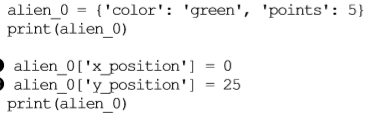 alien_0 = {'color': 'green', 'points': 5}
print(alien_0)
alien_0['x_position'] = 0
alien_0['y_position'] = 25
print(alien_0)